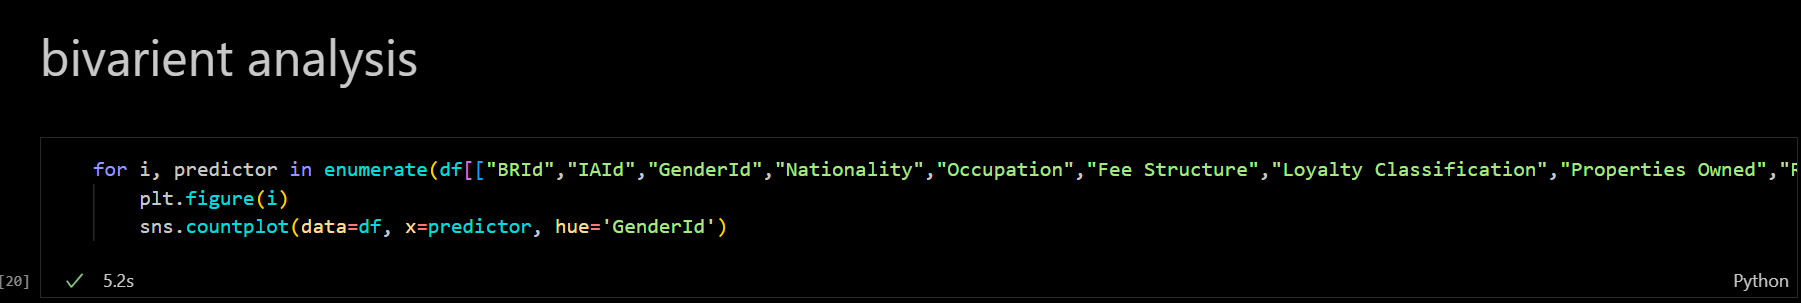 bivarient analysis
for i, predictor in enumerate(df[["BRId","IAId","GenderId","Nationality","Occupation","Fee Structure","Loyalty Classification","Properties Owned","
plt.figure(i)
sns.countplot(data=df, x=predictor, hue='GenderId')
[20]
5.2s
Python